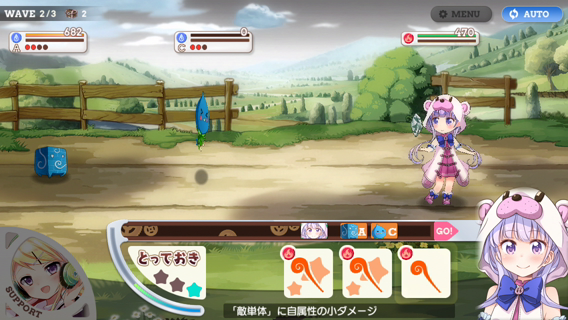 WAVE 2/3 2
MENU
AUTO
682
A
0
C
470
A C GO!
とっておき
SUPPORT
「敵単体」に自属性の小ダメージ